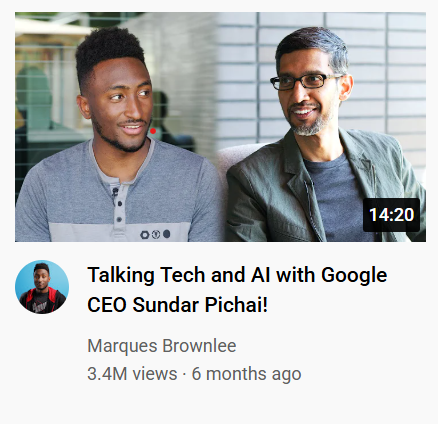 14:20
Talking Tech and AI with Google
CEO Sundar Pichai!
Marques Brownlee
3.4M views · 6 months ago